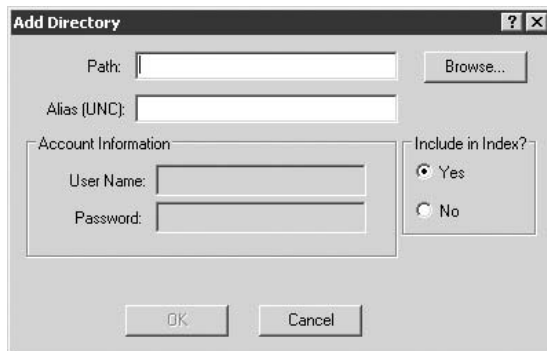 Add Directory
Path:
Browse...
Alias (UNC):
Account Information
Include in Index?
User Name:
Yes
Password:
No
OK
Cancel